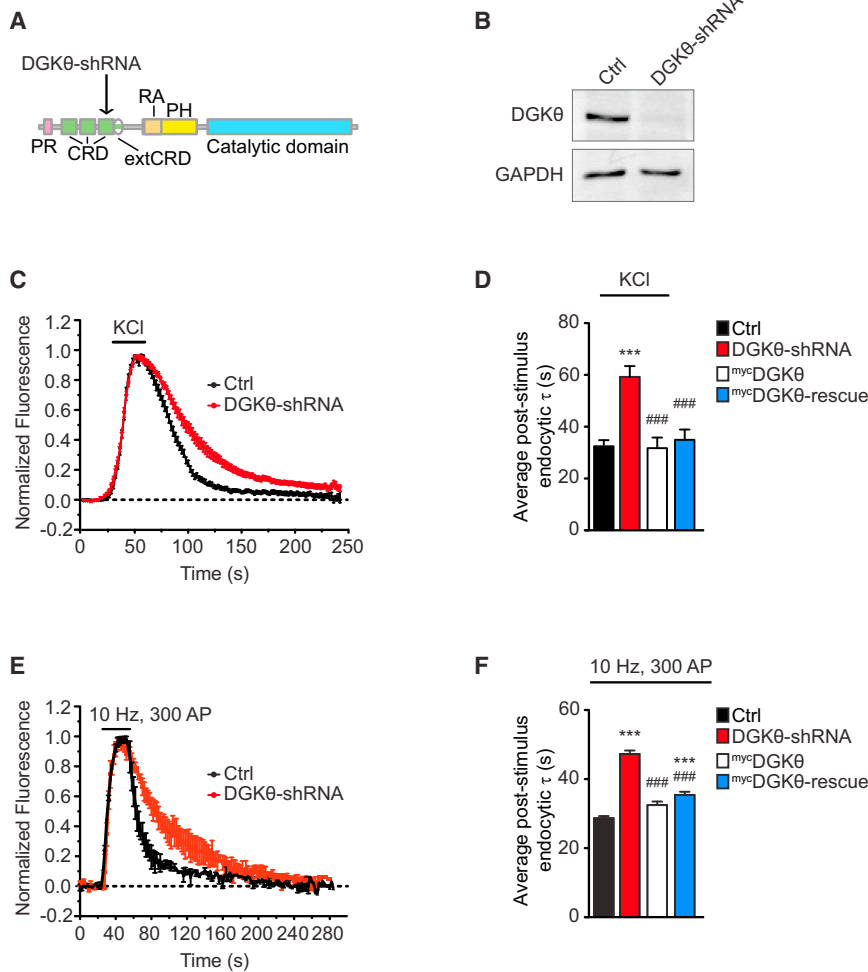 A
DGKθ-shRNA
RA
PH
PR
CRD
extCRD
Catalytic domain
B
Ctrl
DGKθ-shRNA
DGKθ
GAPDH
C
KCl
Normalized Fluorescence
1.2
1.0
0.8
0.6
0.4
0.2
0.0
-0.2
Ctrl
DGKθ-shRNA
0
50
100
150
200
250
Time (s)
D
KCl
Average post-stimulus
endocytic τ (s)
80
60
40
20
0
***
###
###
Ctrl
DGKθ-shRNA
mycDGKθ
mycDGKθ-rescue
E
10 Hz, 300 AP
Normalized Fluorescence
1.2
1.0
0.8
0.6
0.4
0.2
0.0
-0.2
Ctrl
DGKθ-shRNA
0
40
80
120
160
200
240
280
Time (s)
F
10 Hz, 300 AP
Average post-stimulus
endocytic τ (s)
60
40
20
0
***
###
***
###
Ctrl
DGKθ-shRNA
mycDGKθ
mycDGKθ-rescue